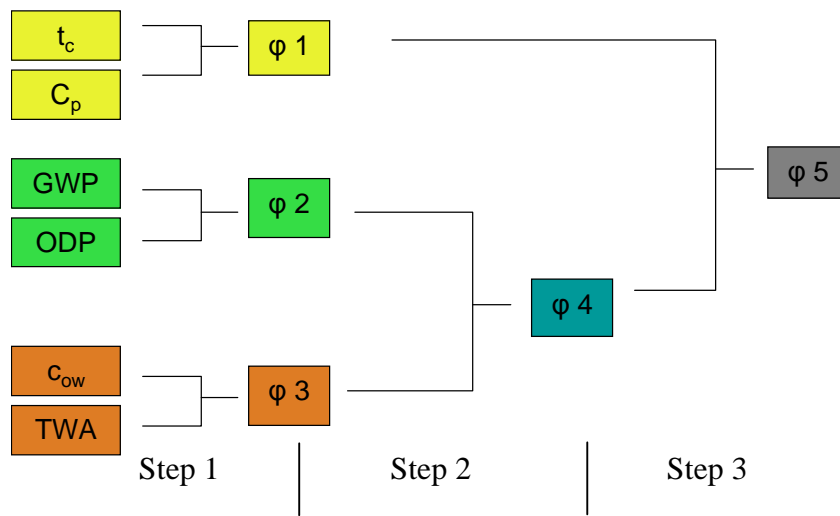 t_c
φ 1
C_p
φ 5
GWP
φ 2
ODP
φ 4
c_ow
φ 3
TWA
Step 1
Step 2
Step 3